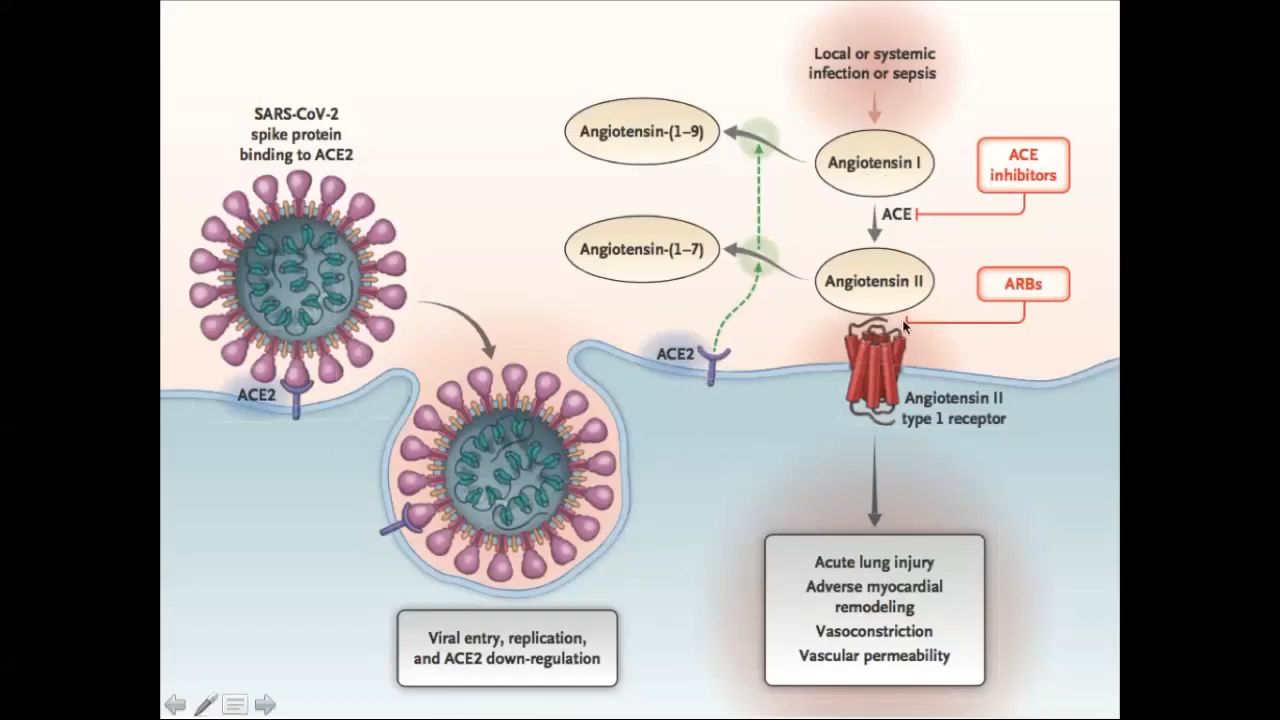 SARS-CoV-2
spike protein
binding to ACE2
ACE2
Viral entry, replication,
and ACE2 down-regulation
Local or systemic
infection or sepsis
Angiotensin-(1–9)
Angiotensin I
ACE
inhibitors
ACE
Angiotensin-(1–7)
Angiotensin II
ARBs
ACE2
Angiotensin II
type 1 receptor
Acute lung injury
Adverse myocardial
remodeling
Vasoconstriction
Vascular permeability